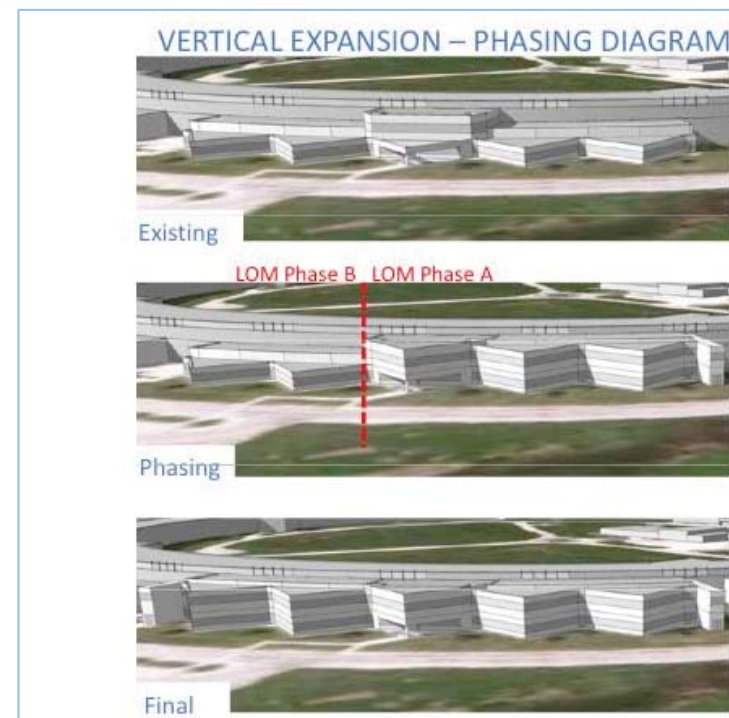 VERTICAL EXPANSION – PHASING DIAGRAM
Existing
LOM Phase B LOM Phase A
Phasing
Final